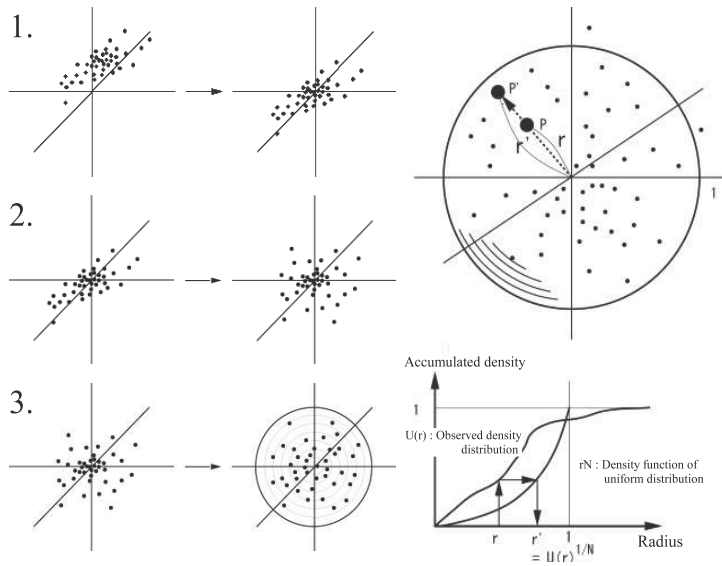 1.
2.
3.
P'
P
r'
r
1
Accumulated density
1
U(r) : Observed density
distribution
rN : Density function of
uniform distribution
r
r'
1
Radius
= U(r)^1/N